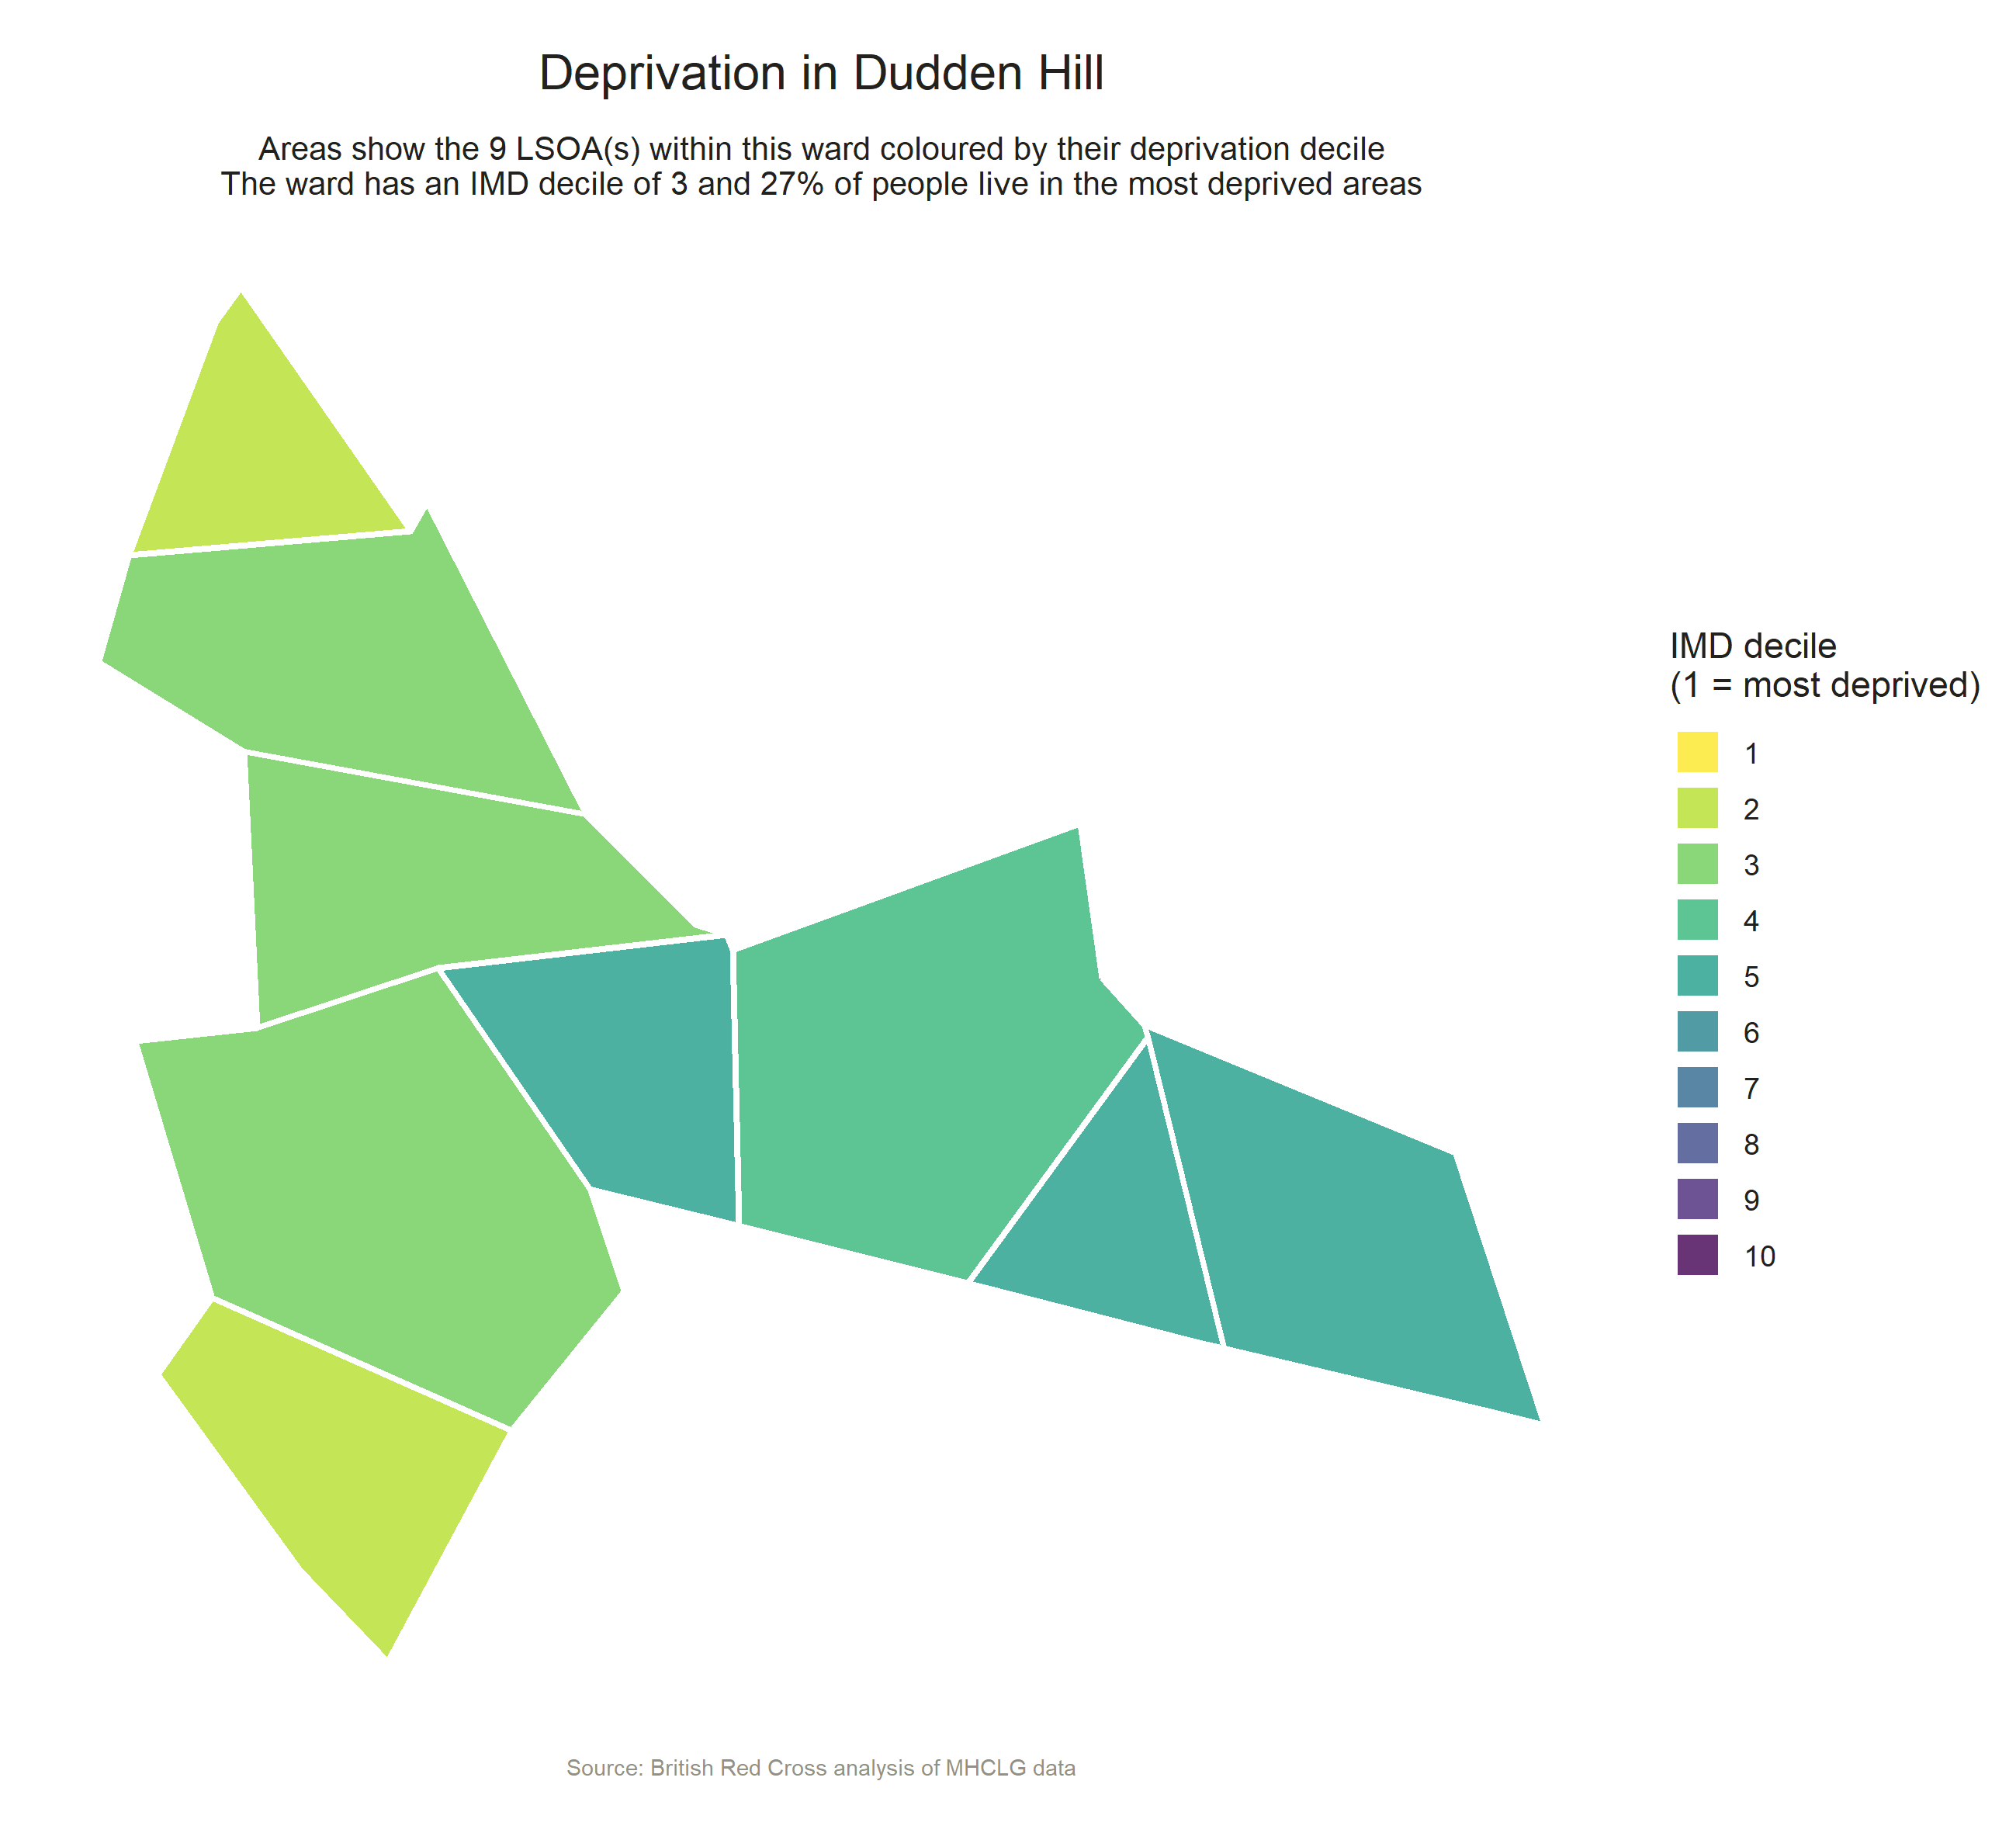 Deprivation in Dudden Hill
Areas show the 9 LSOA(s) within this ward coloured by their deprivation decile
The ward has an IMD decile of 3 and 27% of people live in the most deprived areas
IMD decile
(1 = most deprived)
1
2
3
4
5
6
7
8
9
10
Source: British Red Cross analysis of MHCLG data